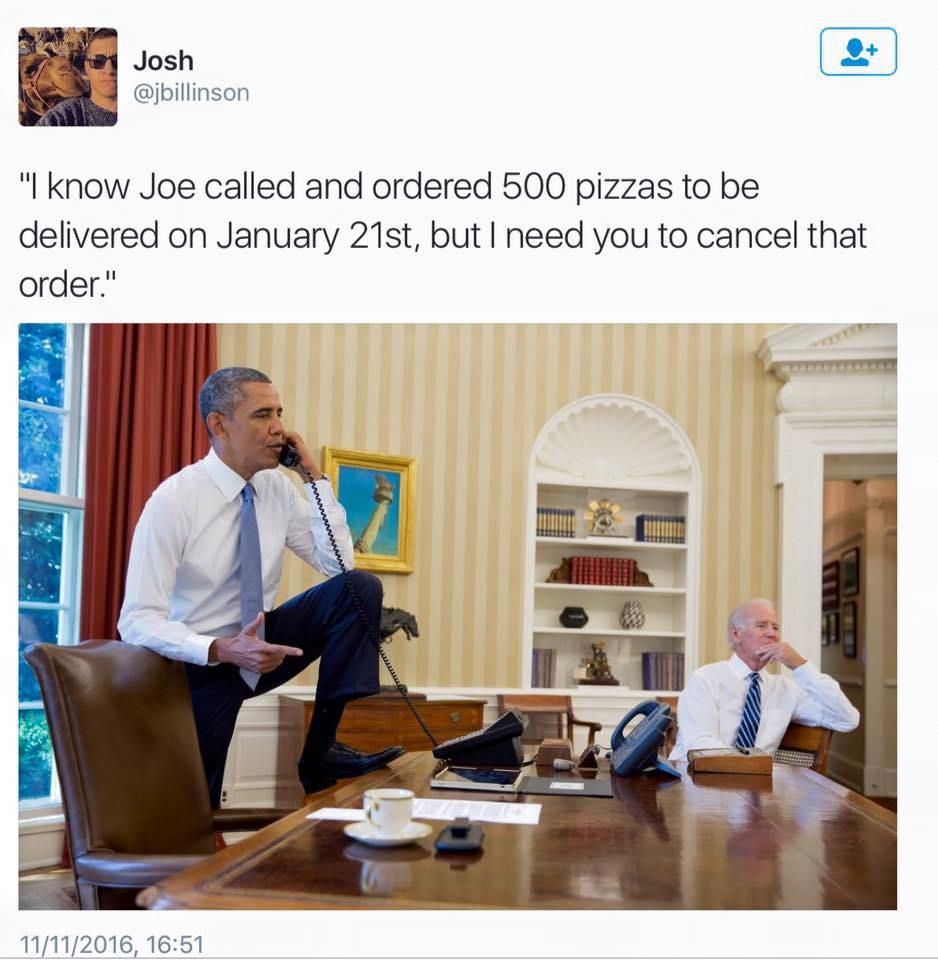 Josh
@jbillinson
"I know Joe called and ordered 500 pizzas to be
delivered on January 21st, but I need you to cancel that
order."
11/11/2016, 16:51